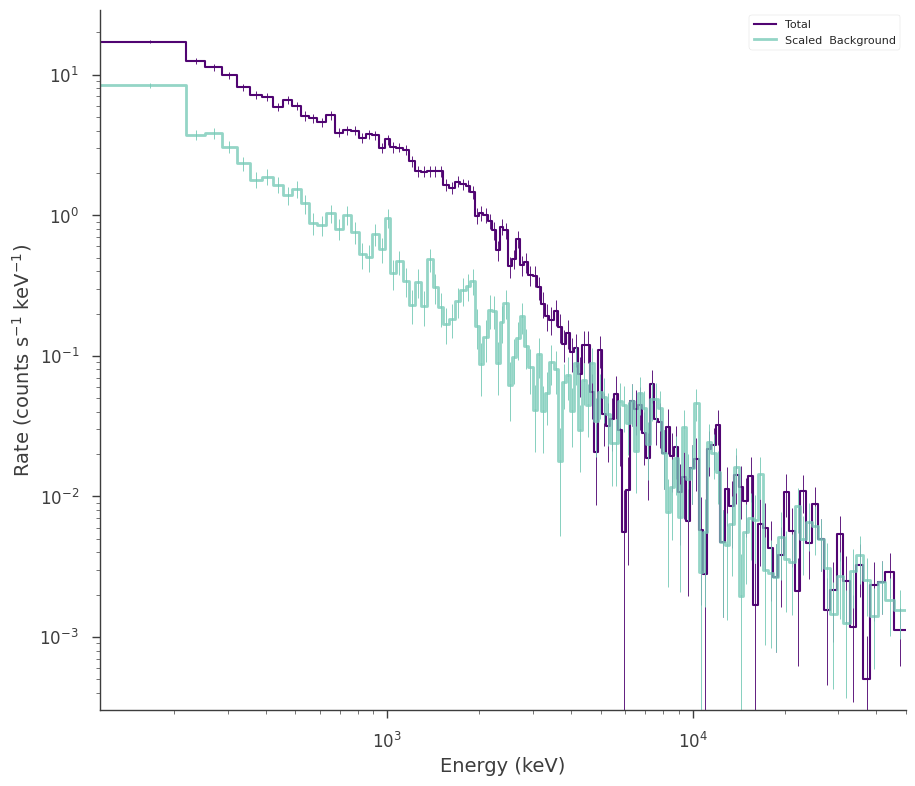 Total
Scaled  Background
10¹
10⁰
10⁻¹
10⁻²
10⁻³
Rate (counts s⁻¹ keV⁻¹)
10³
10⁴
Energy (keV)